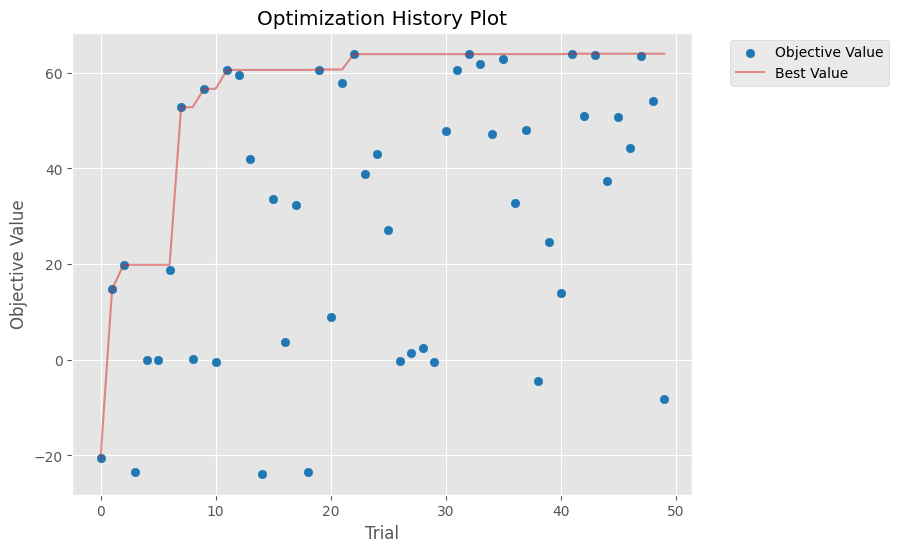 Optimization History Plot
Objective Value
Best Value
Objective Value
60
40
20
0
−20
0 10 20 30 40 50
Trial